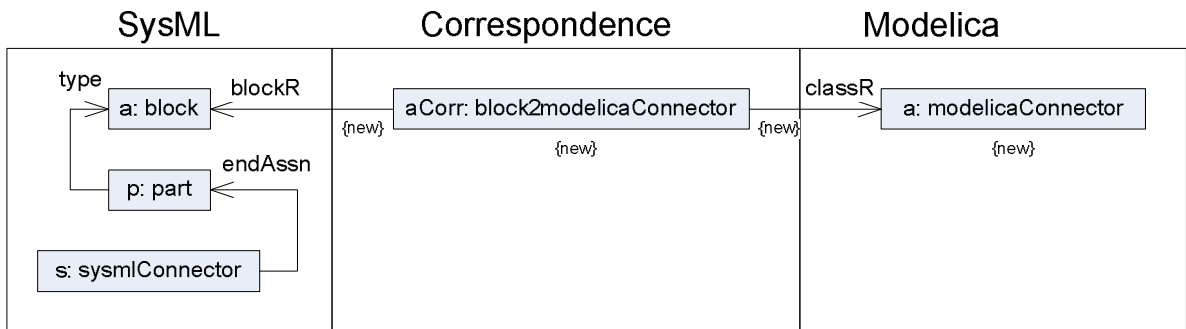 SysML Correspondence Modelica
type blockR classR
a: block aCorr: block2modelicaConnector a: modelicaConnector
{new} {new} {new} {new}
endAssn
p: part
s: sysmlConnector